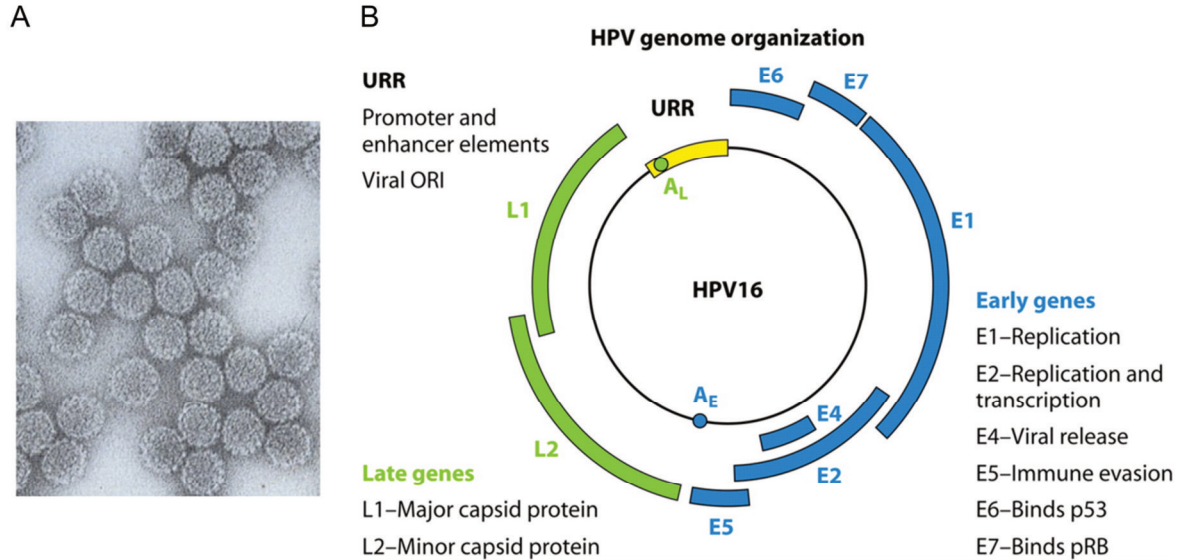 A
B
HPV genome organization
URR
Promoter and
enhancer elements
Viral ORI
URR
E6
E7
A_L
L1
E1
HPV16
A_E
E4
L2
E2
E5
Late genes
L1–Major capsid protein
L2–Minor capsid protein
Early genes
E1–Replication
E2–Replication and
transcription
E4–Viral release
E5–Immune evasion
E6–Binds p53
E7–Binds pRB